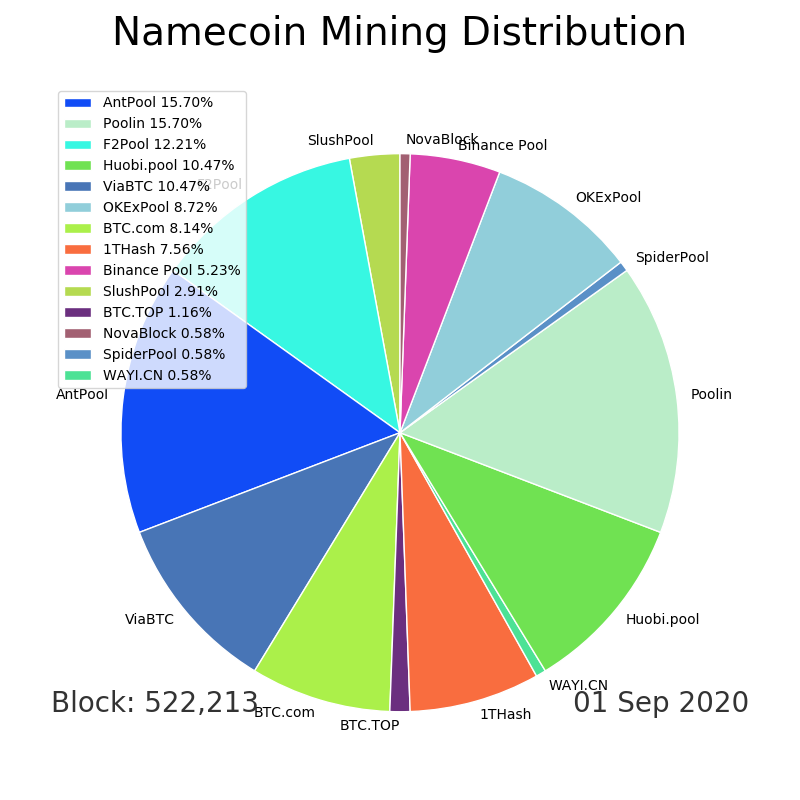 Namecoin Mining Distribution
AntPool 15.70%
Poolin 15.70%
F2Pool 12.21%
Huobi.pool 10.47%
ViaBTC 10.47%
OKExPool 8.72%
BTC.com 8.14%
1THash 7.56%
Binance Pool 5.23%
SlushPool 2.91%
BTC.TOP 1.16%
NovaBlock 0.58%
SpiderPool 0.58%
WAYI.CN 0.58%
SlushPool
NovaBlock
Binance Pool
F2Pool
OKExPool
SpiderPool
AntPool
Poolin
ViaBTC
Huobi.pool
WAYI.CN
BTC.com
1THash
BTC.TOP
Block: 522,213
01 Sep 2020